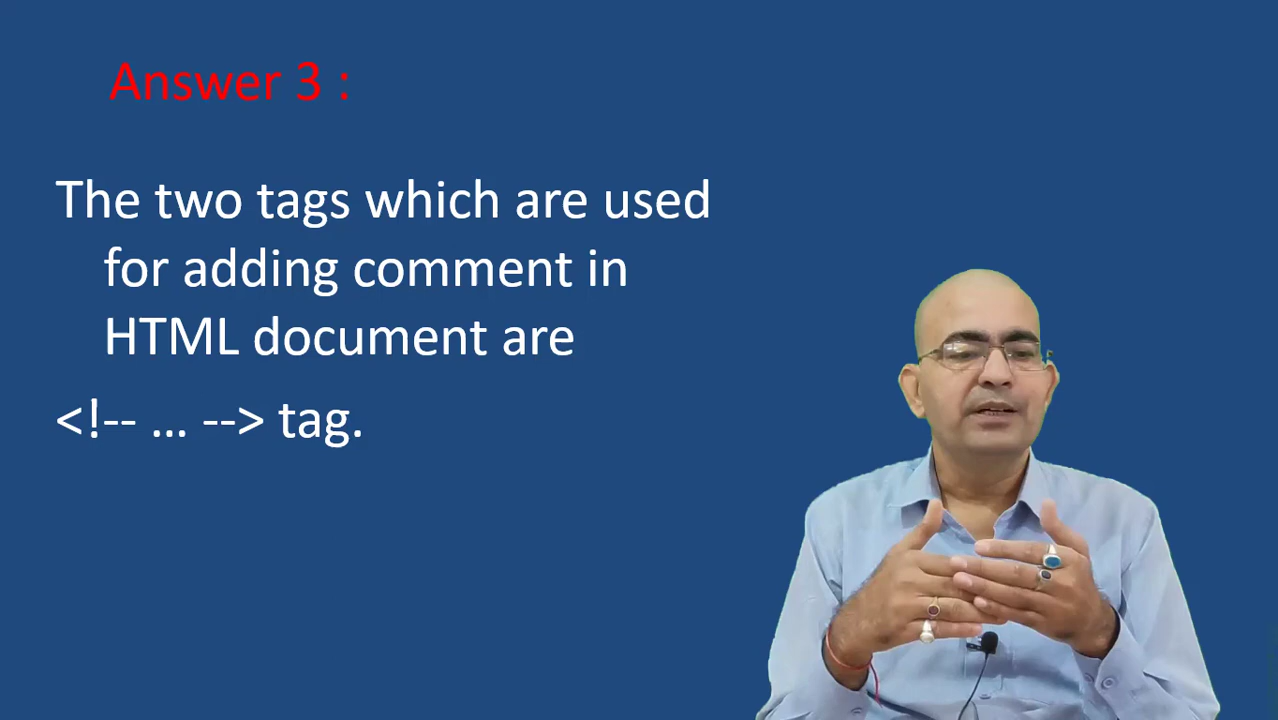 Answer 3 :
The two tags which are used
for adding comment in
HTML document are
<!-- ... --> tag.